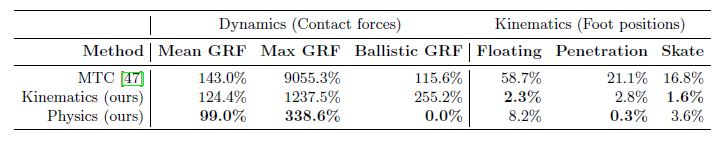 Dynamics (Contact forces) Kinematics (Foot positions)
Method Mean GRF Max GRF Ballistic GRF Floating Penetration Skate
MTC [47] 143.0% 9055.3% 115.6% 58.7% 21.1% 16.8%
Kinematics (ours) 124.4% 1237.5% 255.2% 2.3% 2.8% 1.6%
Physics (ours) 99.0% 338.6% 0.0% 8.2% 0.3% 3.6%